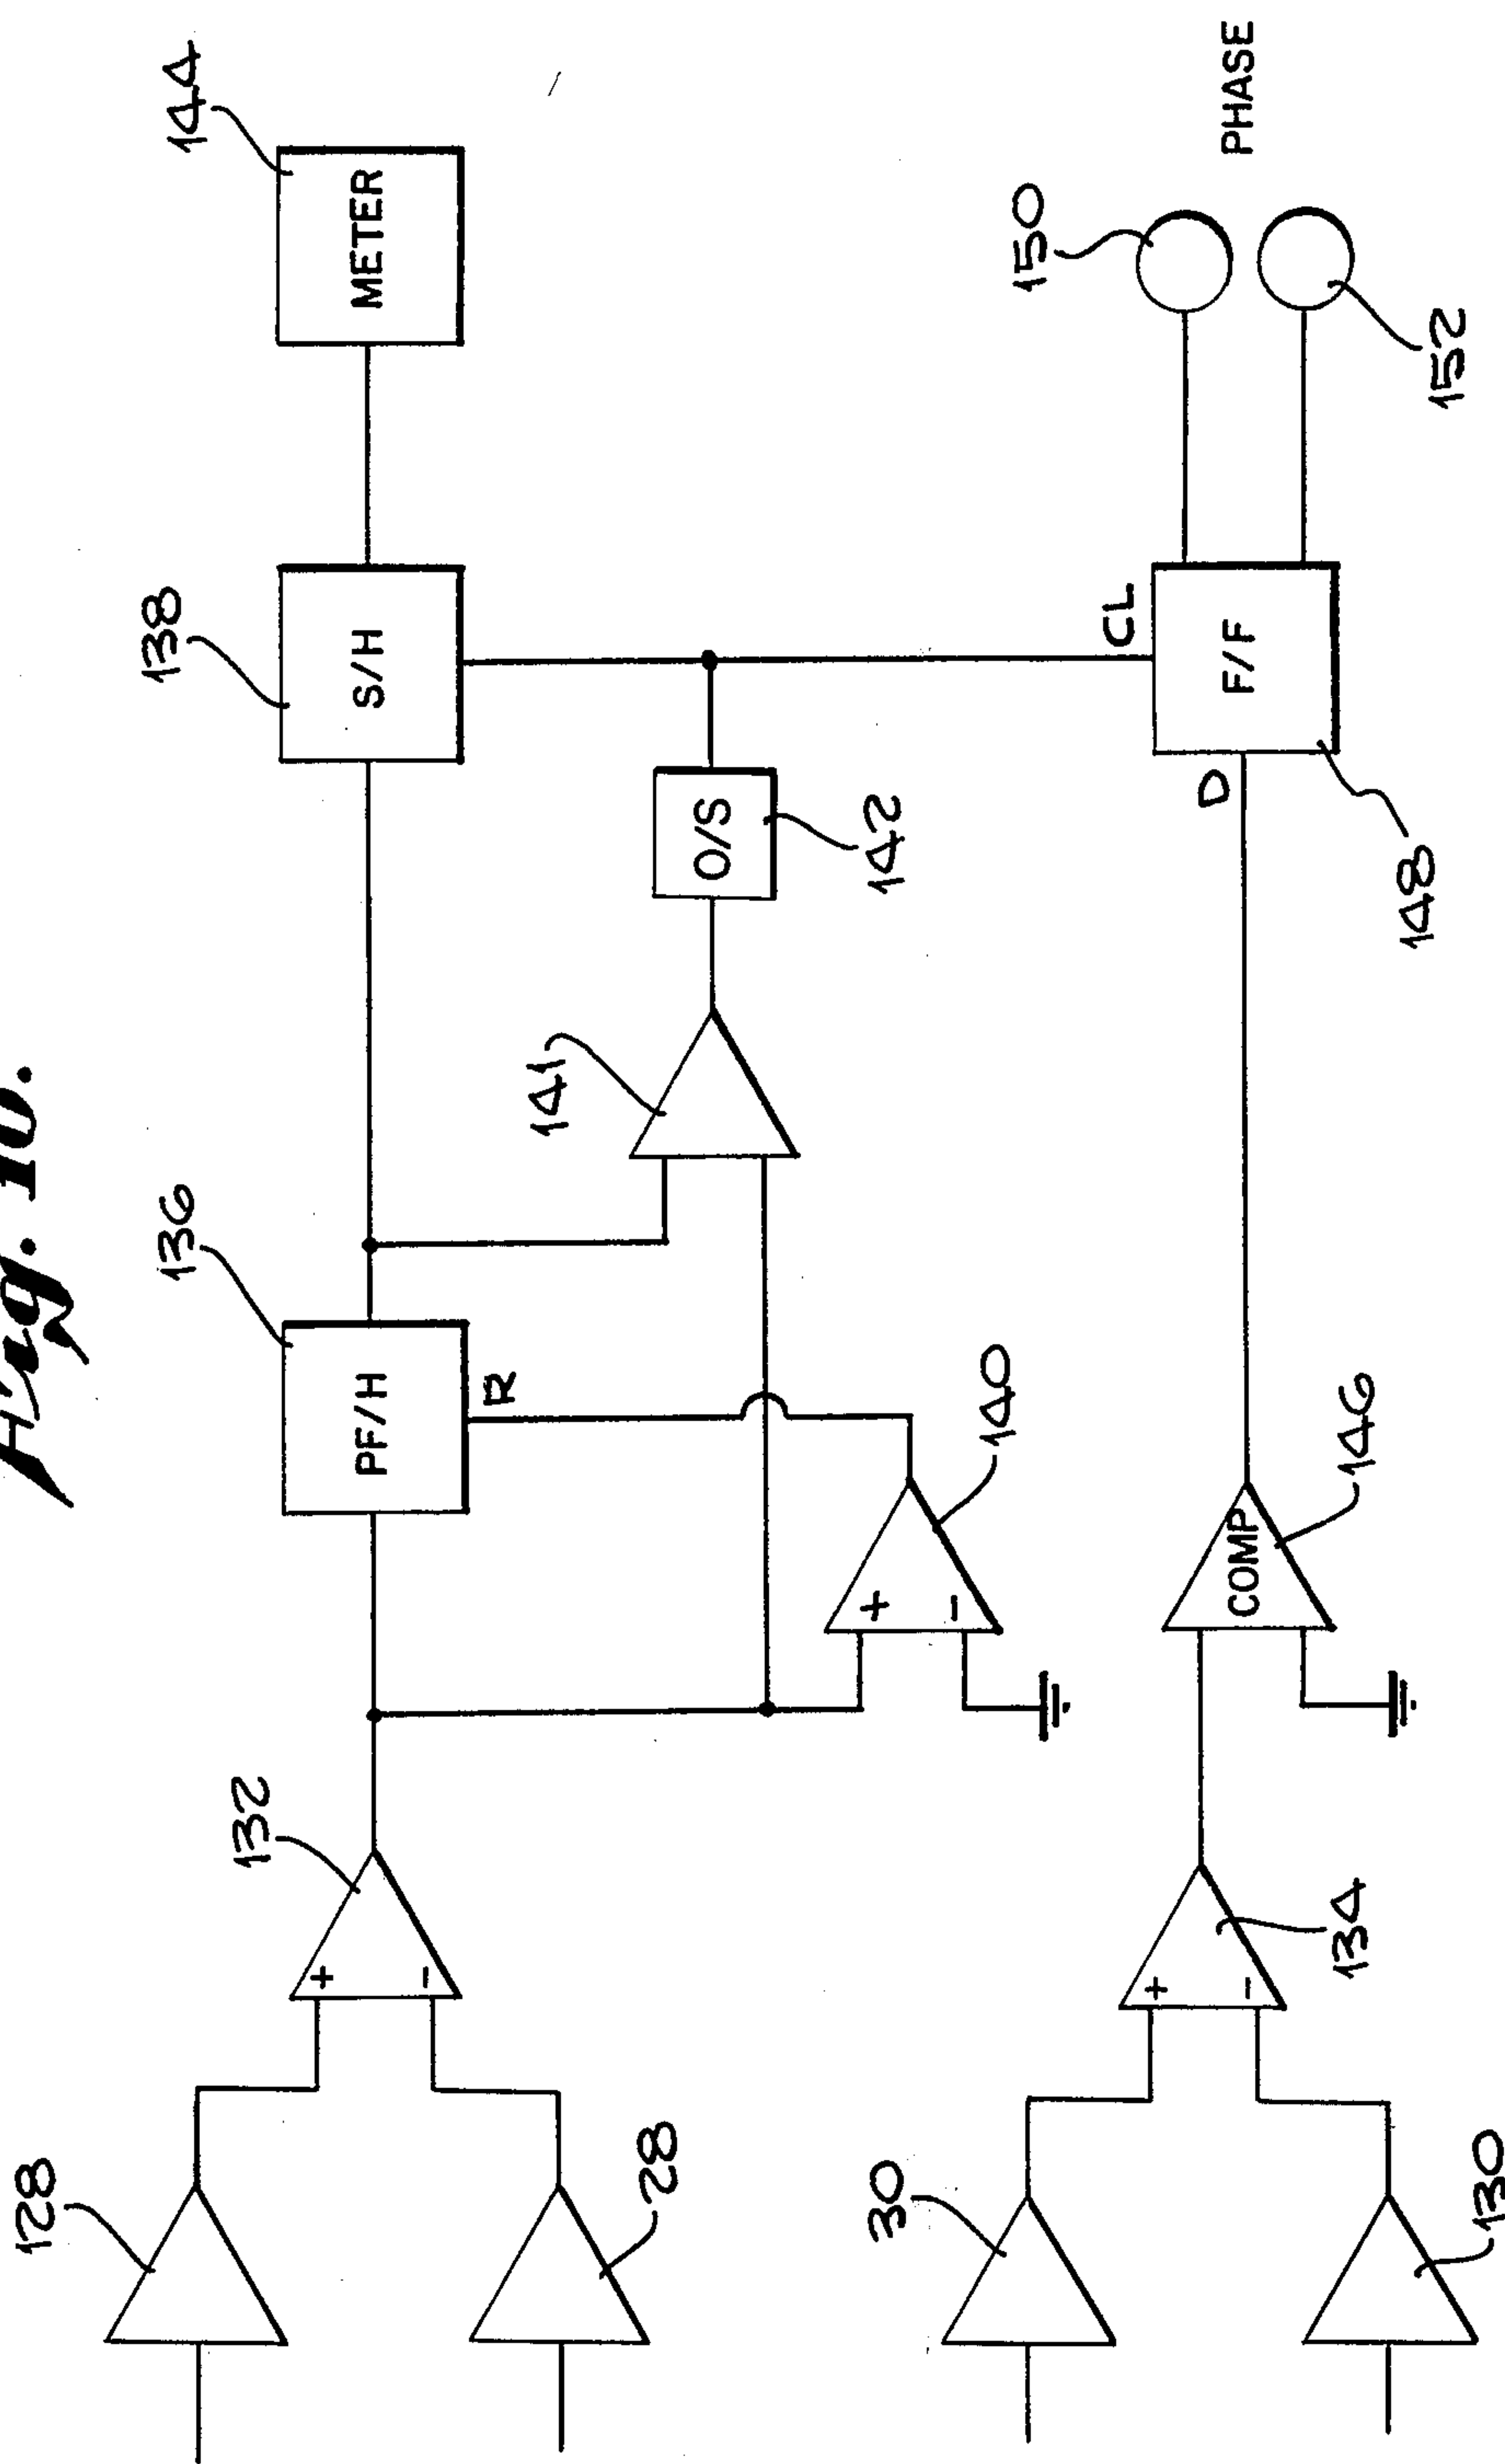 Fig. 10.
128
28
132
136
PF/H
R
138
S/H
144
METER
141
O/S
142
+
-
+
-
140
30
130
+
-
134
COMP
146
D
CL
F/F
148
150
152
PHASE